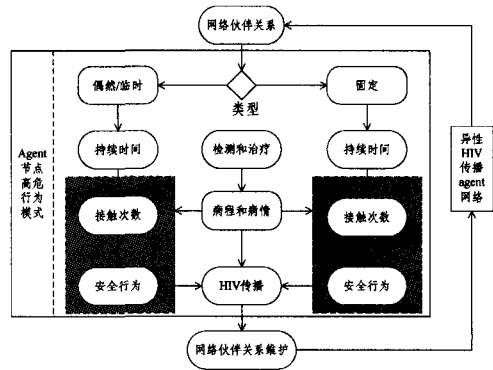 网络伙伴关系
偶然/临时
类型
固定
Agent
节点
高危
行为
模式
持续时间
检测和治疗
持续时间
异性
HIV
传播
agent
网络
接触次数
病程和病情
接触次数
安全行为
HIV传播
安全行为
网络伙伴关系维护